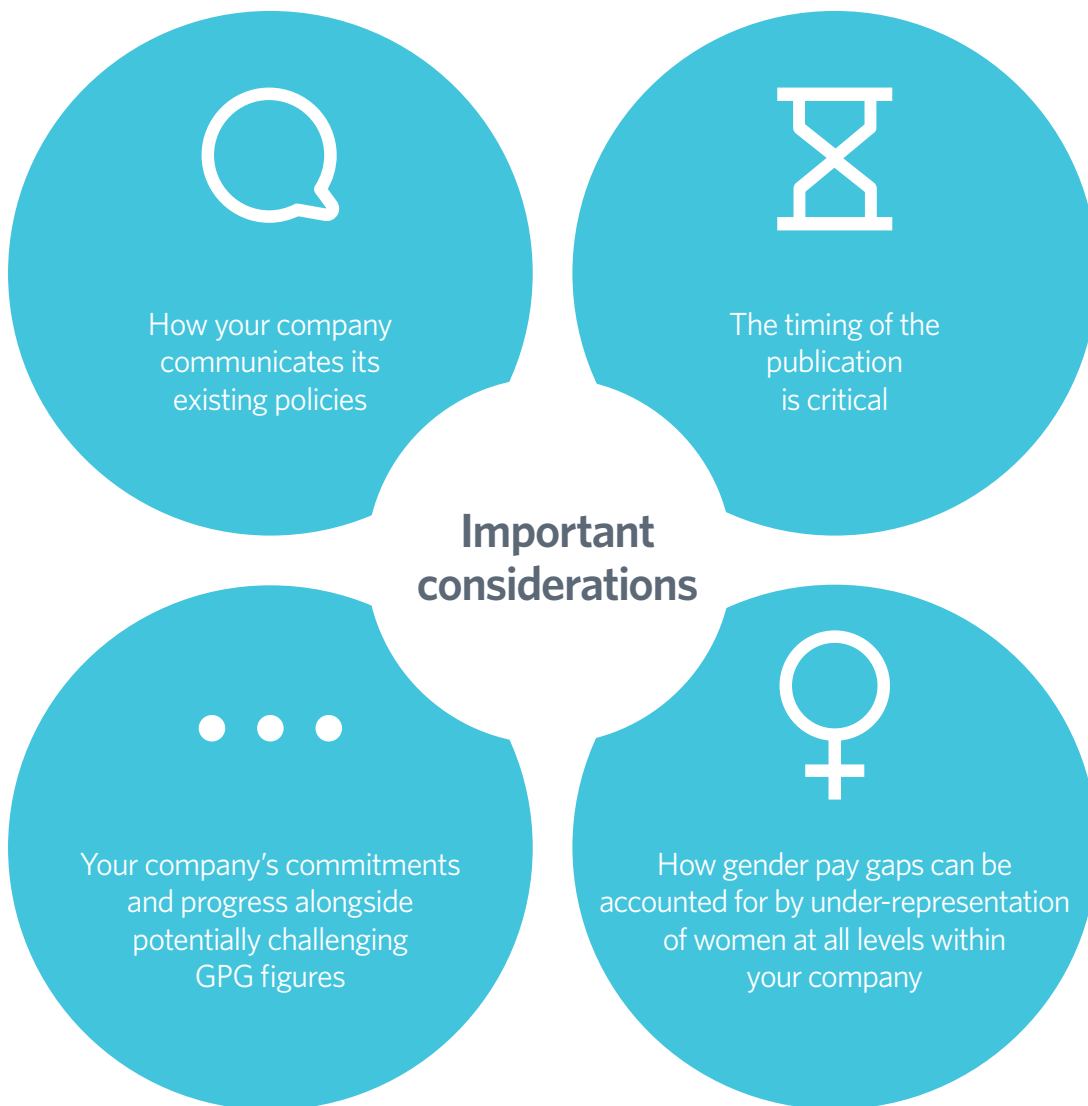 How your company
communicates its
existing policies
The timing of the
publication
is critical
Important
considerations
Your company’s commitments
and progress alongside
potentially challenging
GPG figures
How gender pay gaps can be
accounted for by under-representation
of women at all levels within
your company